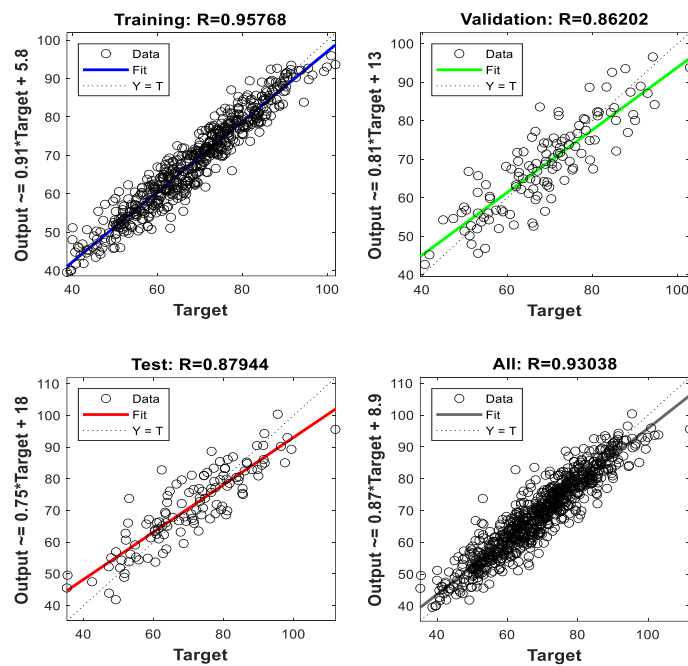 Training: R=0.95768
Output ~= 0.91*Target + 5.8
100
90
80
70
60
50
40
Data
Fit
Y = T
40
60
80
100
Target
Validation: R=0.86202
Output ~= 0.81*Target + 13
100
90
80
70
60
50
40
Data
Fit
Y = T
40
60
80
100
Target
Test: R=0.87944
Output ~= 0.75*Target + 18
110
100
90
80
70
60
50
40
Data
Fit
Y = T
40
60
80
100
Target
All: R=0.93038
Output ~= 0.87*Target + 8.9
110
100
90
80
70
60
50
40
Data
Fit
Y = T
40
60
80
100
Target